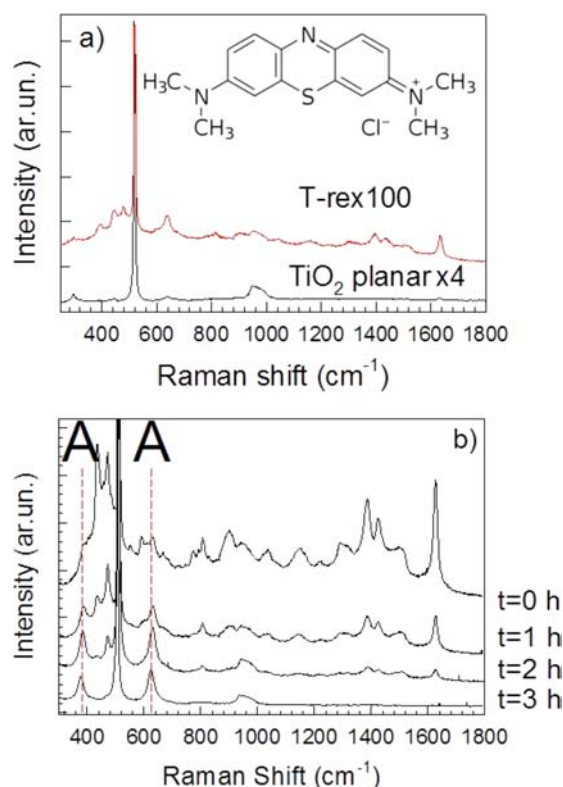 a)
N
H₃C
CH₃
N
S
N⁺
CH₃
Cl⁻
CH₃
CH₃
T-rex100
TiO₂ planar x4
Intensity (ar.un.)
400 600 800 1000 1200 1400 1600 1800
Raman shift (cm⁻¹)
A A b)
t=0 h
t=1 h
t=2 h
t=3 h
Intensity (ar.un.)
400 600 800 1000 1200 1400 1600 1800
Raman Shift (cm⁻¹)